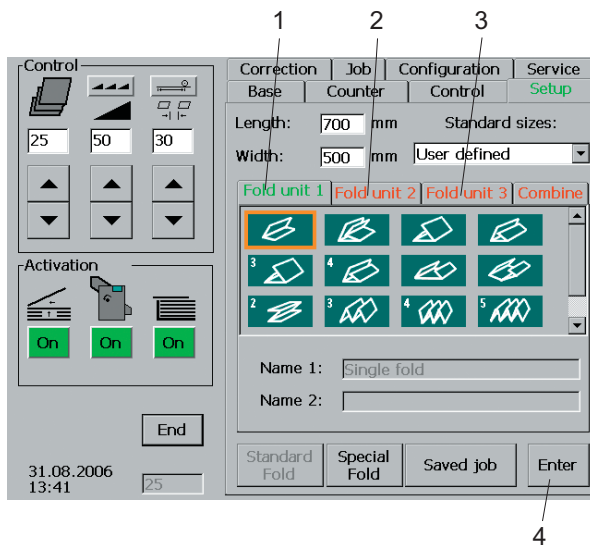 1 2 3
Control
25 50 30
Activation
On On On
End
31.08.2006
13:41
25
Correction Job Configuration Service
Base Counter Control Setup
Length: 700 mm Standard sizes:
Width: 500 mm User defined
Fold unit 1 Fold unit 2 Fold unit 3 Combine
3 4
2 3 4 5
Name 1: Single fold
Name 2:
Standard Fold Special Fold Saved job Enter
4